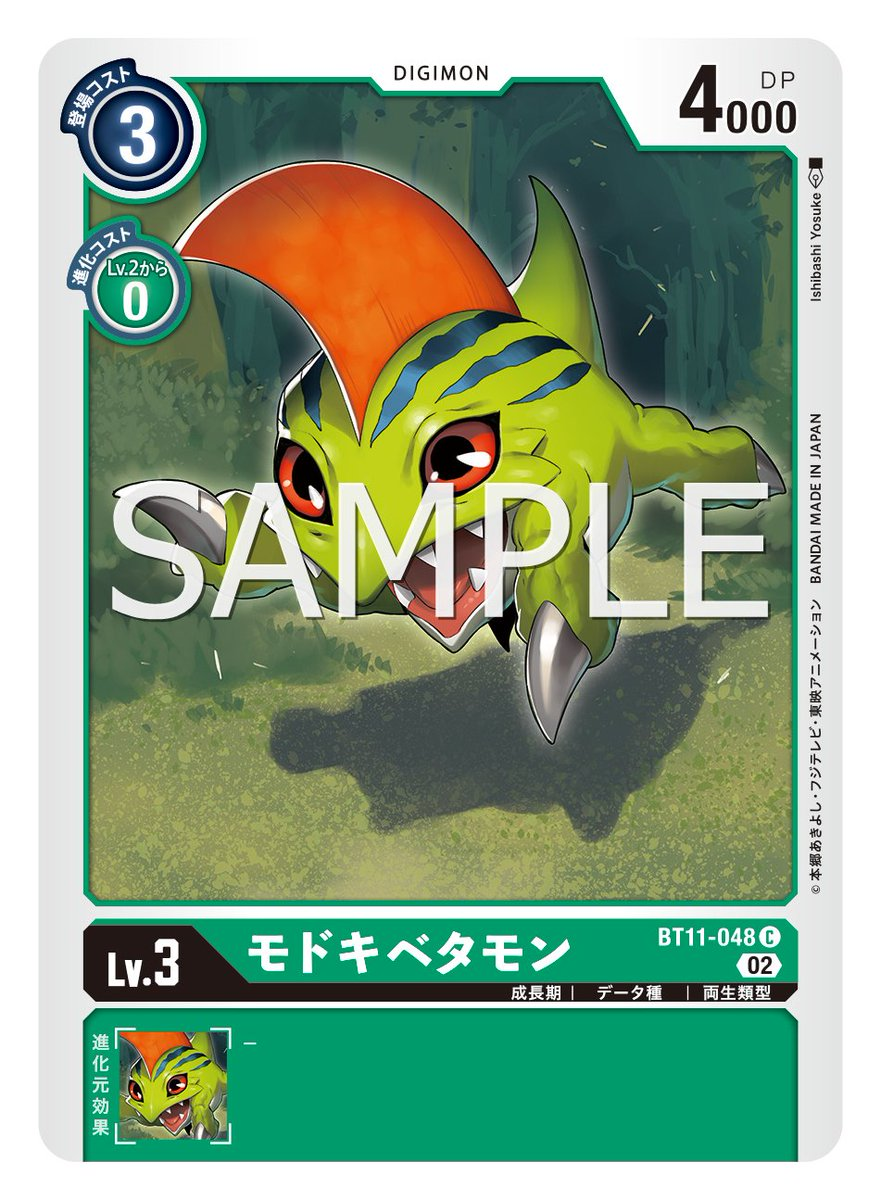 DIGIMON
登場コスト
3
DP
4000
進化コスト
Lv.2から
0
Ishibashi Yosuke
SAMPLE
BANDAI MADE IN JAPAN
© 本郷あきよし・フジテレビ・東映アニメーション
Lv.3
モドキベタモン
BT11-048 C
02
成長期 | データ種 | 両生類型
進化元効果
–